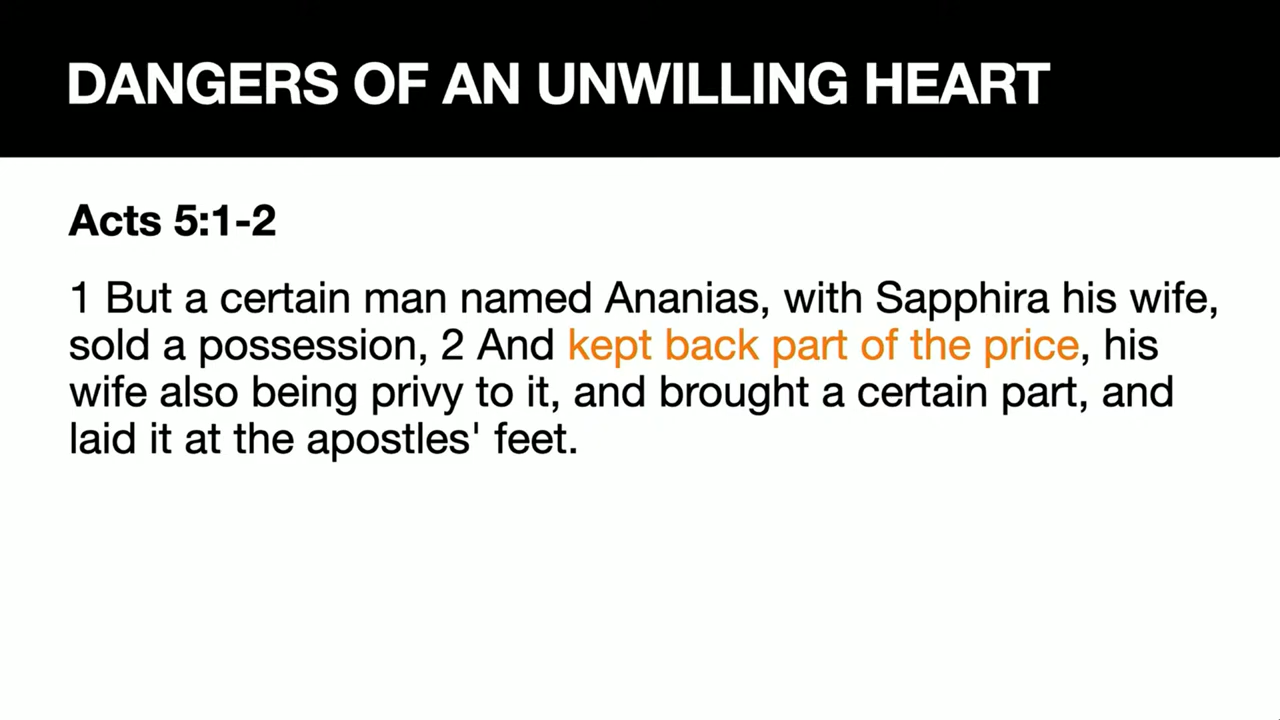 DANGERS OF AN UNWILLING HEART
Acts 5:1-2
1 But a certain man named Ananias, with Sapphira his wife,
sold a possession, 2 And kept back part of the price, his
wife also being privy to it, and brought a certain part, and
laid it at the apostles' feet.